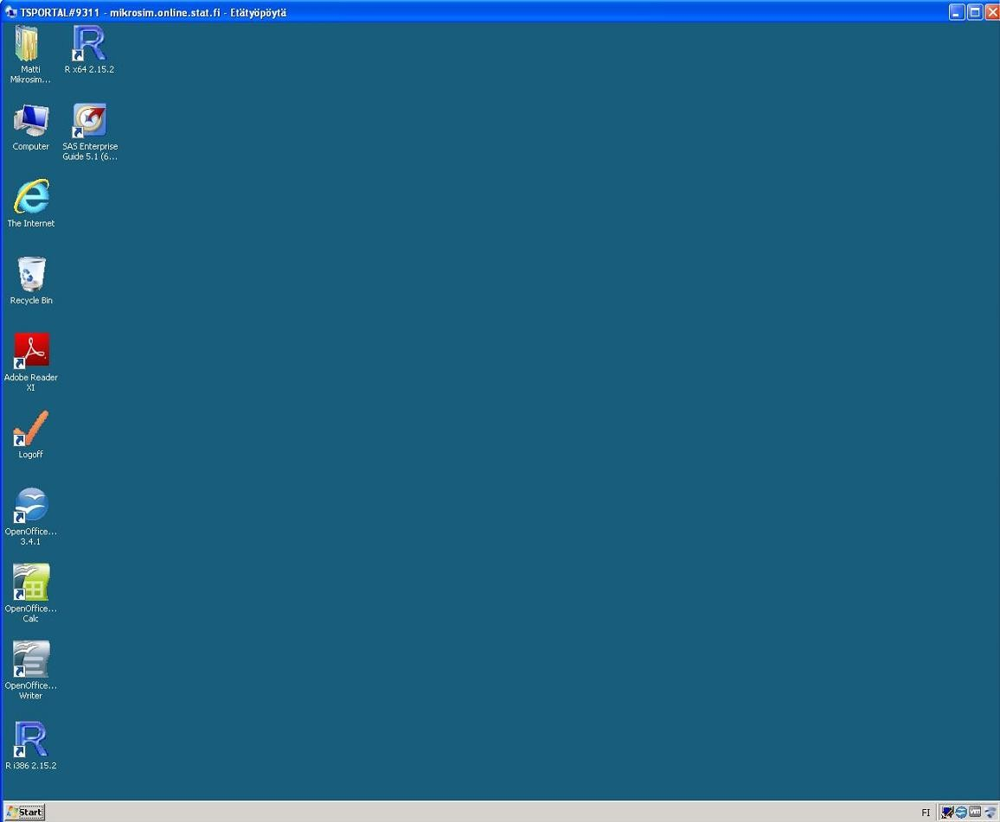 TSPORTAL#9311 - mikrosim.online.stat.fi - Etätyöpöytä
Matti
Mikrosim...
R x64 2.15.2
Computer
SAS Enterprise
Guide 5.1 (6...
The Internet
Recycle Bin
Adobe Reader
XI
Logoff
OpenOffice...
3.4.1
OpenOffice...
Calc
OpenOffice...
Writer
R i386 2.15.2
Start
FI
vm